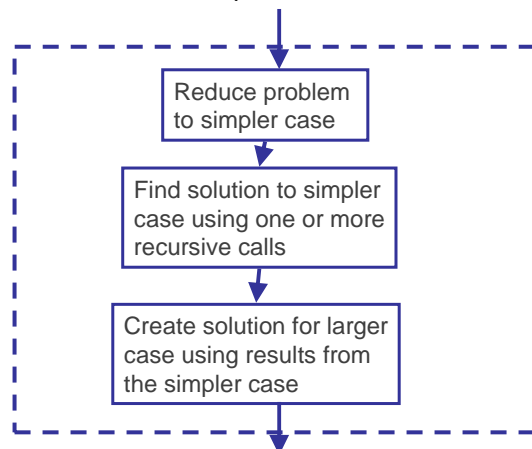 Reduce problem
to simpler case
Find solution to simpler
case using one or more
recursive calls
Create solution for larger
case using results from
the simpler case